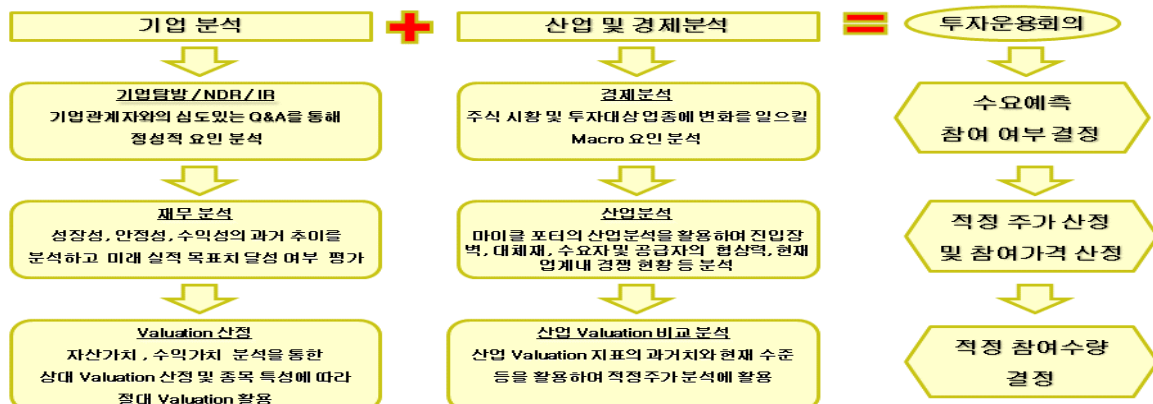 기업 분석
기업탐방 / NDR / IR
기업관계자와의 심도있는 Q&A를 통해
정성적 요인 분석
재무 분석
성장성, 안정성, 수익성의 과거 추이를
분석하고 미래 실적 목표치 달성 여부 평가
Valuation 산정
자산가치 , 수익가치 분석을 통한
상대 Valuation 산정 및 종목 특성에 따라
절대 Valuation 활용
산업 및 경제분석
경제분석
주식 시황 및 투자대상 업종에 변화를 일으킬
Macro 요인 분석
산업분석
마이클 포터의 산업분석을 활용하여 진입장
벽, 대체재, 수요자 및 공급자의 협상력, 현재
업계내 경쟁 현황 등 분석
산업 Valuation 비교 분석
산업 Valuation 지표의 과거치와 현재 수준
등을 활용하여 적정주가 분석에 활용
투자운용회의
수요예측
참여 여부 결정
적정 주가 산정
및 참여가격 산정
적정 참여수량
결정